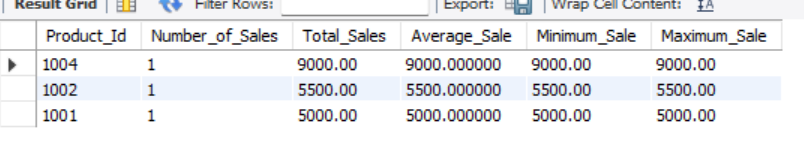 Result Grid Filter Rows: Export: Wrap Cell Content: IA
Product_Id Number_of_Sales Total_Sales Average_Sale Minimum_Sale Maximum_Sale
1004 1 9000.00 9000.000000 9000.00 9000.00
1002 1 5500.00 5500.000000 5500.00 5500.00
1001 1 5000.00 5000.000000 5000.00 5000.00